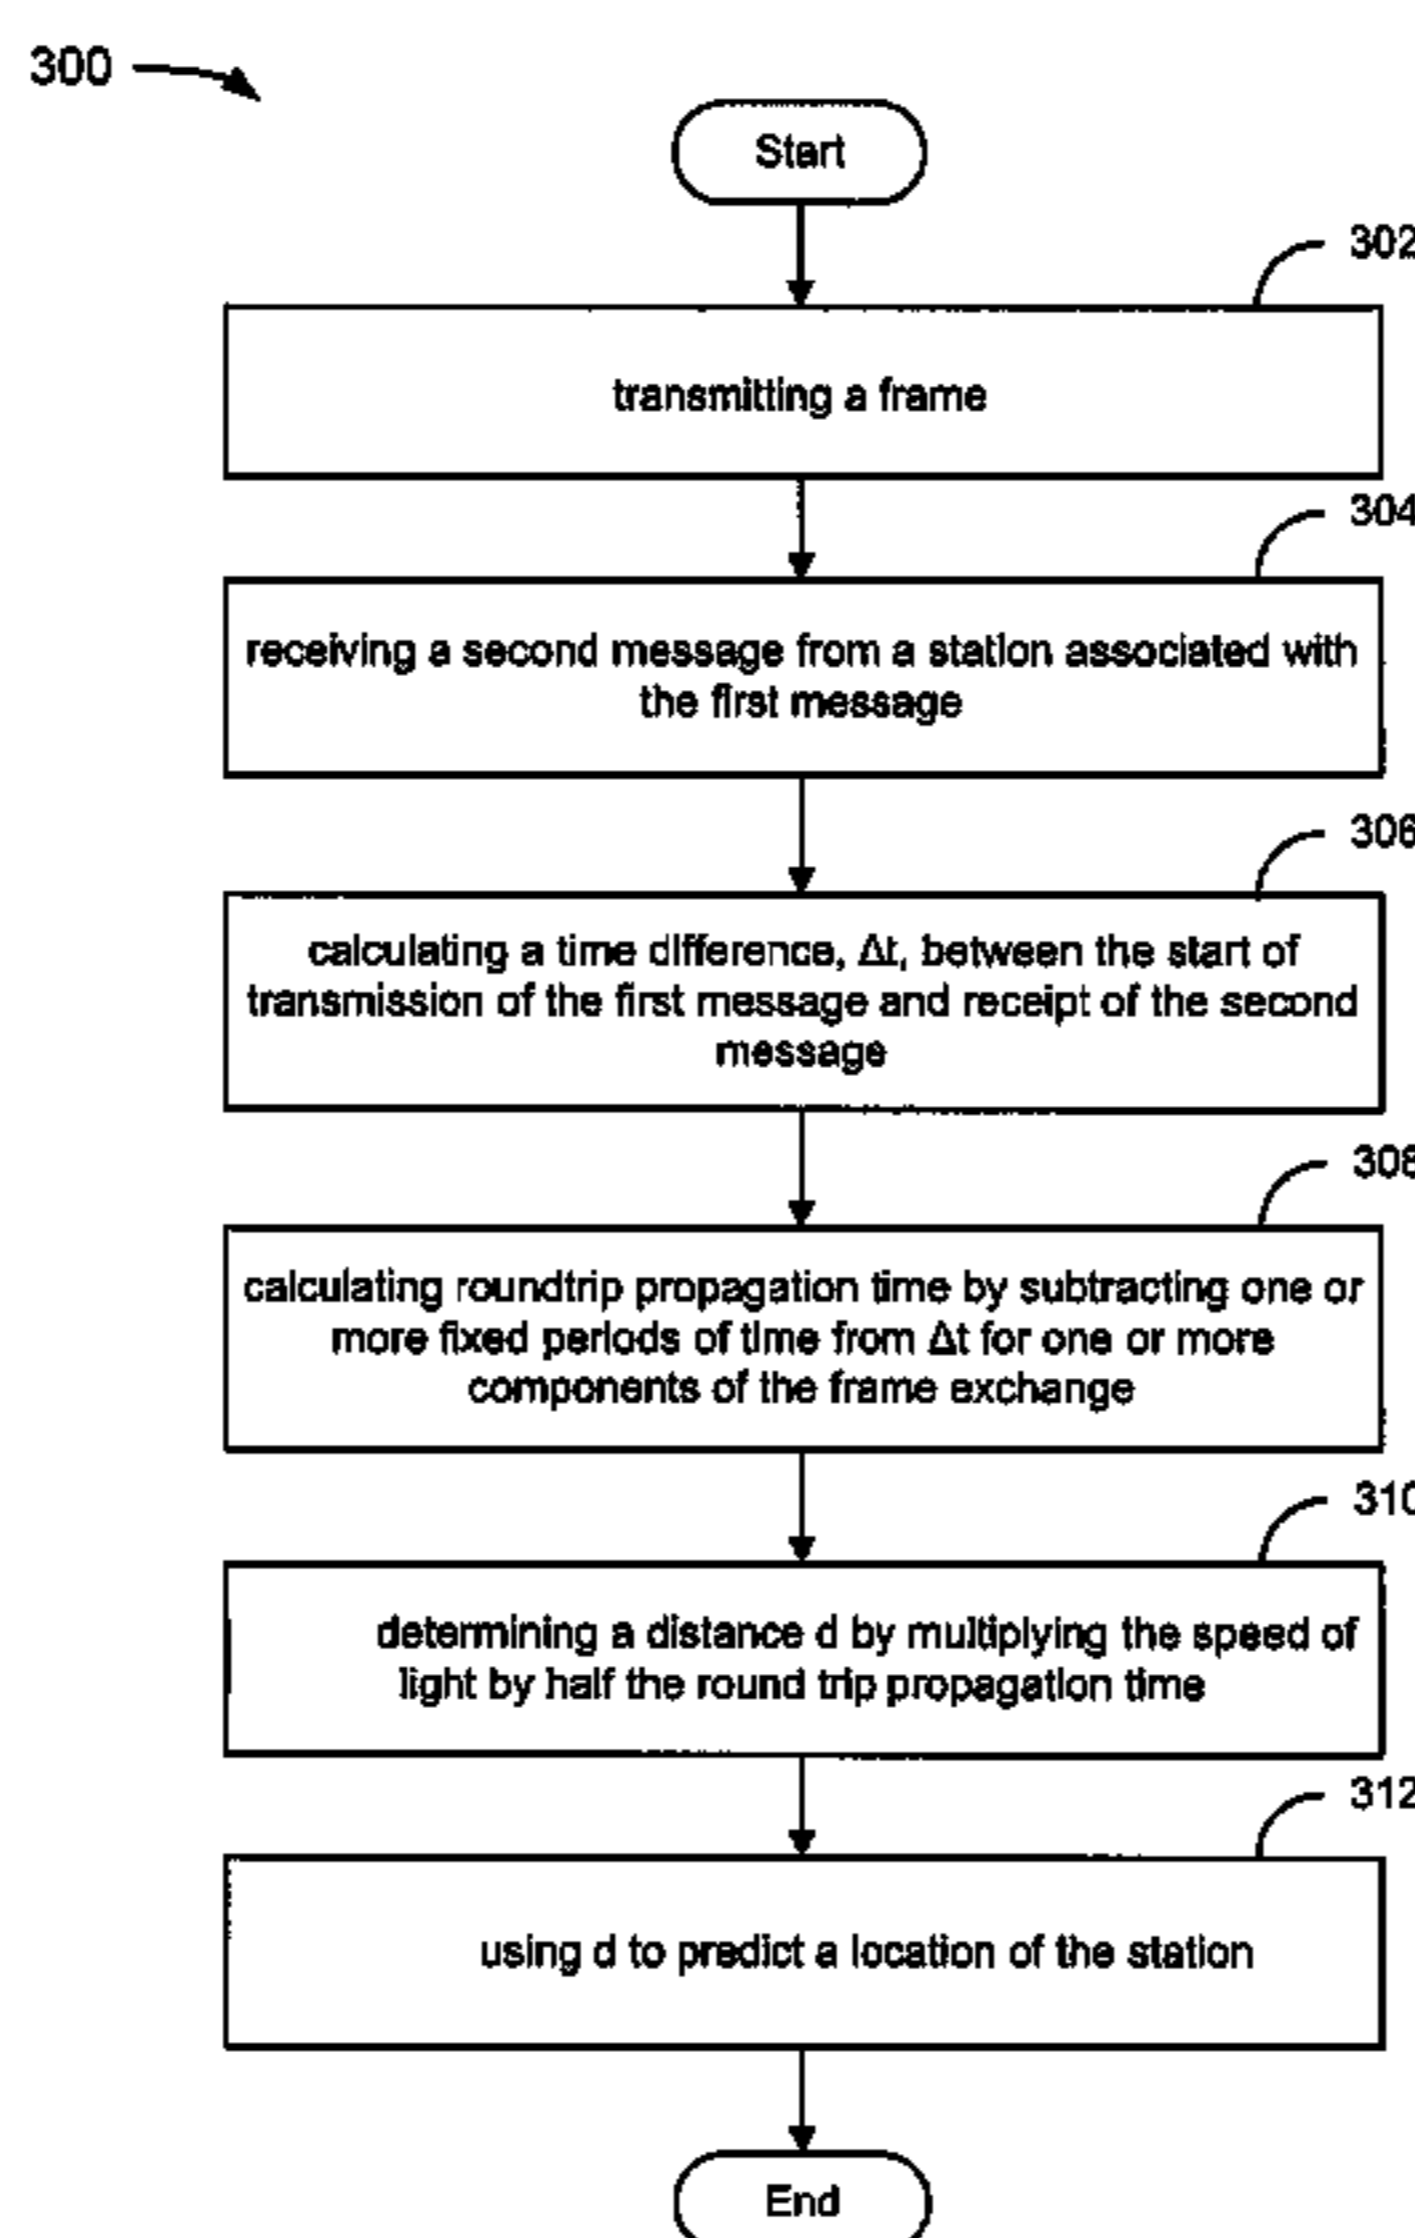 300
Start
302
transmitting a frame
304
receiving a second message from a station associated with
the first message
306
calculating a time difference, Δt, between the start of
transmission of the first message and receipt of the second
message
308
calculating roundtrip propagation time by subtracting one or
more fixed periods of time from Δt for one or more
components of the frame exchange
310
determining a distance d by multiplying the speed of
light by half the round trip propagation time
312
using d to predict a location of the station
End